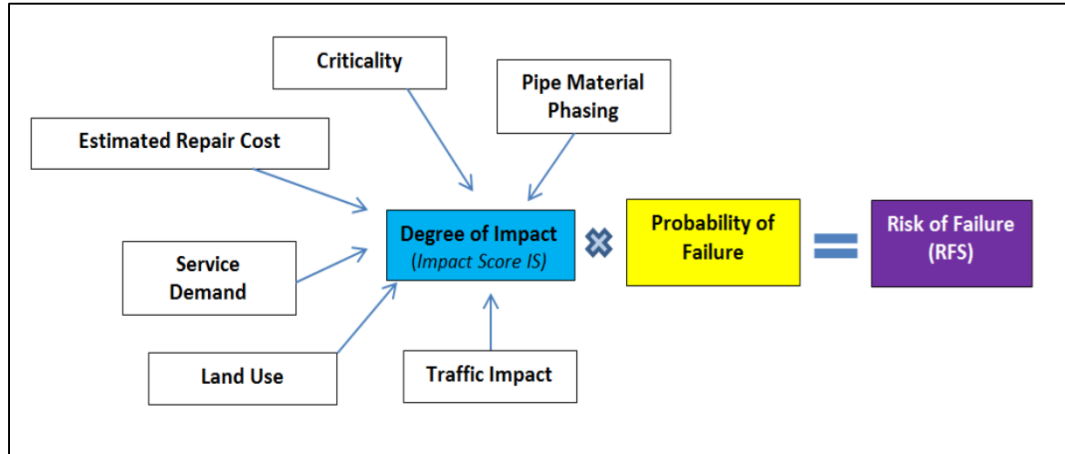 Criticality
Pipe Material
Phasing
Estimated Repair Cost
Degree of Impact
(Impact Score IS)
Probability of
Failure
Risk of Failure
(RFS)
Service
Demand
Land Use
Traffic Impact